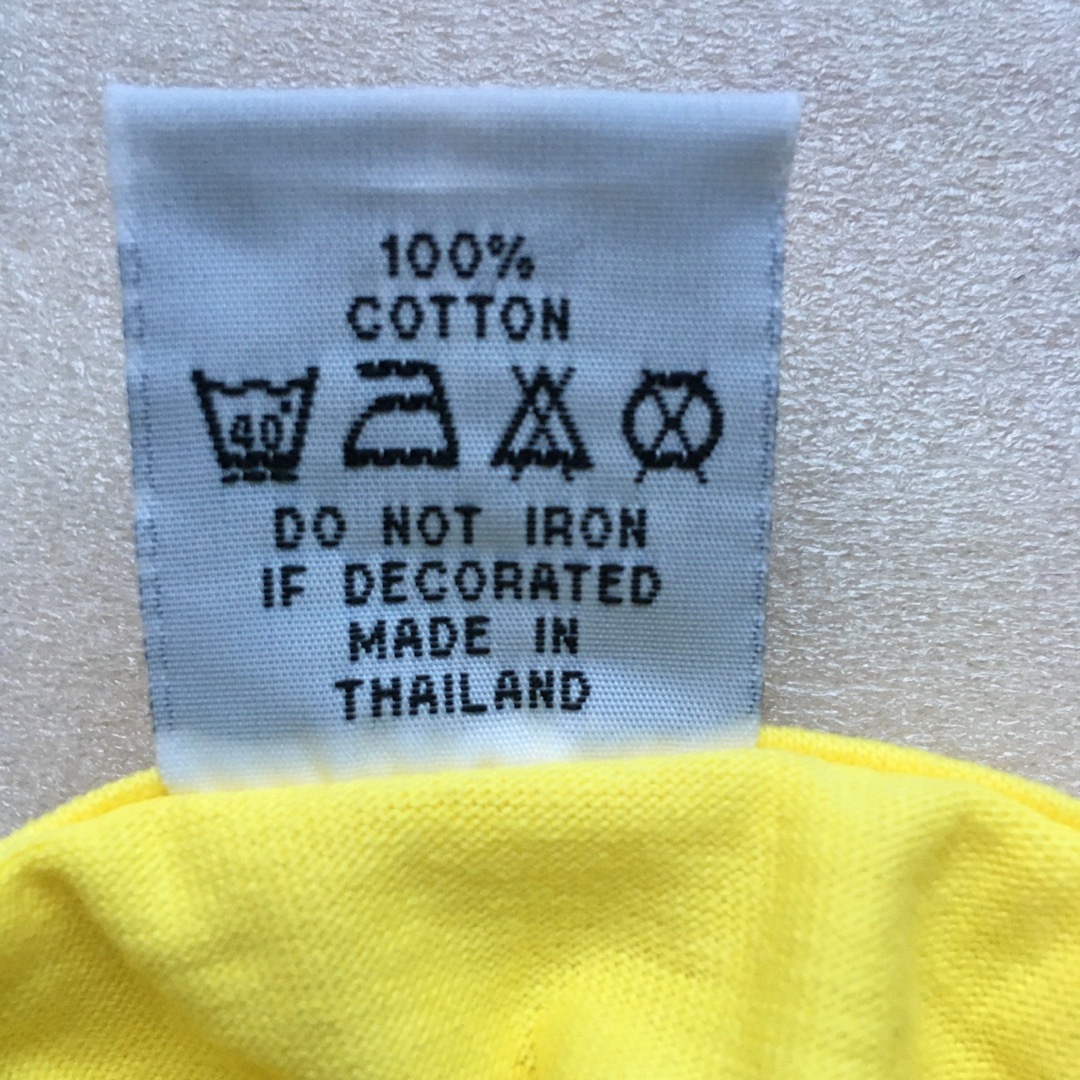 100%
COTTON
40°
DO NOT IRON
IF DECORATED
MADE IN
THAILAND